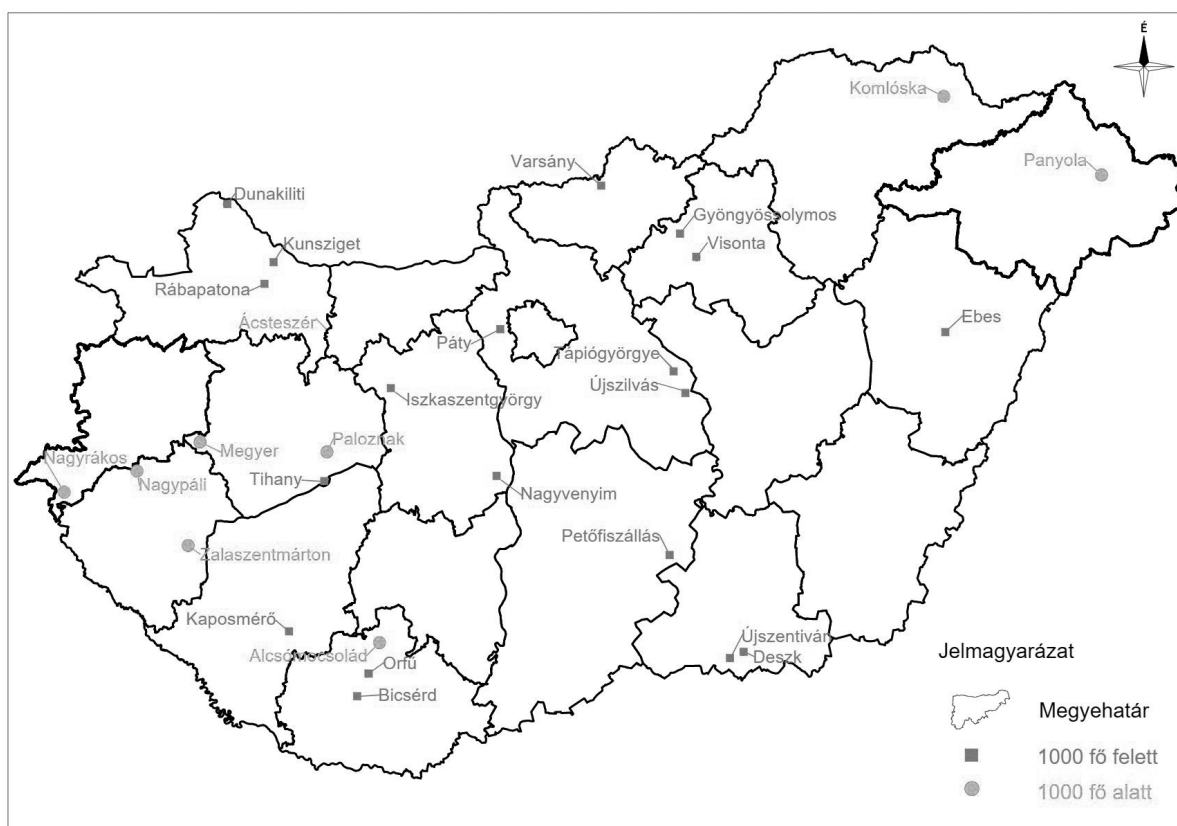 É
Komlóska
Varsány
Panyola
Dunakiliti
Gyöngyössolymos
Kunsziget
Visonta
Rábapatona
Ácsteszér
Ebes
Páty
Tápiógyörgye
Újszilvás
Iszkaszentgyörgy
Megyer
Paloznak
Nagyrákos
Nagypáli
Tihany
Nagyvenyim
Petőfiszállás
Zalaszentmárton
Kaposmérő
Újszentiván
Deszk
Alcsómocsolád
Orfű
Bicsérd
Jelmagyarázat
Megyehatár
1000 fő felett
1000 fő alatt